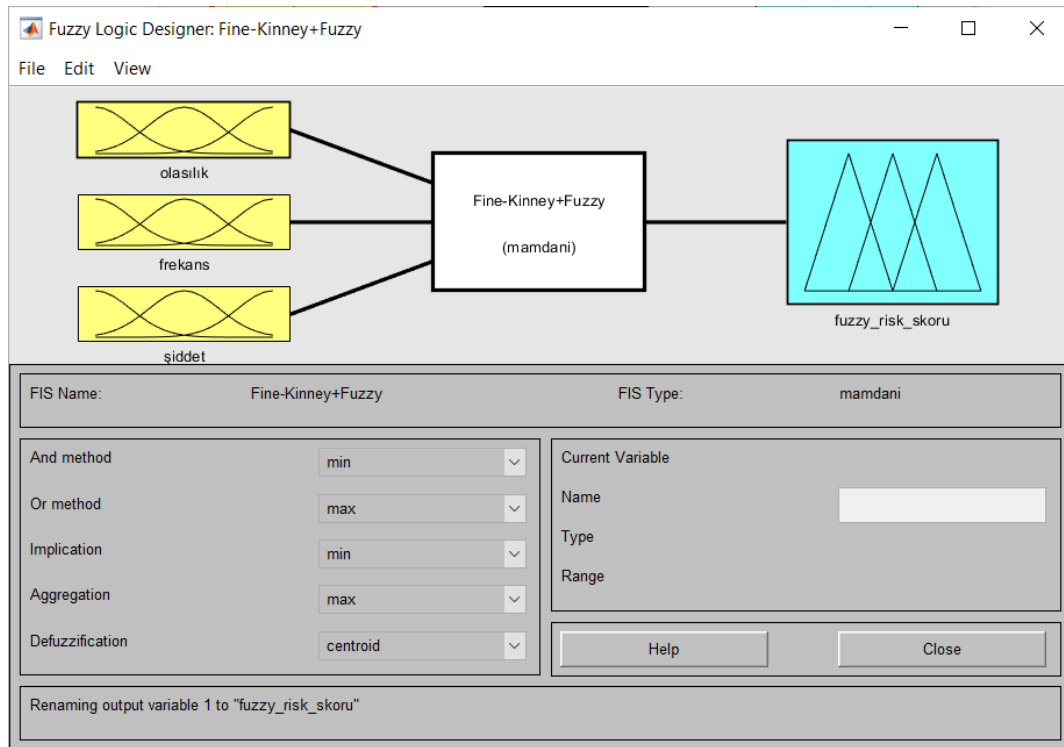 Fuzzy Logic Designer: Fine-Kinney+Fuzzy
File Edit View
olasılık
frekans
şiddet
Fine-Kinney+Fuzzy
(mamdani)
fuzzy_risk_skoru
FIS Name: Fine-Kinney+Fuzzy FIS Type: mamdani
And method min
Or method max
Implication min
Aggregation max
Defuzzification centroid
Current Variable
Name
Type
Range
Help Close
Renaming output variable 1 to "fuzzy_risk_skoru"